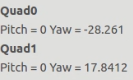 Quad0
Pitch = 0 Yaw = -28.261
Quad1
Pitch = 0 Yaw = 17.8412